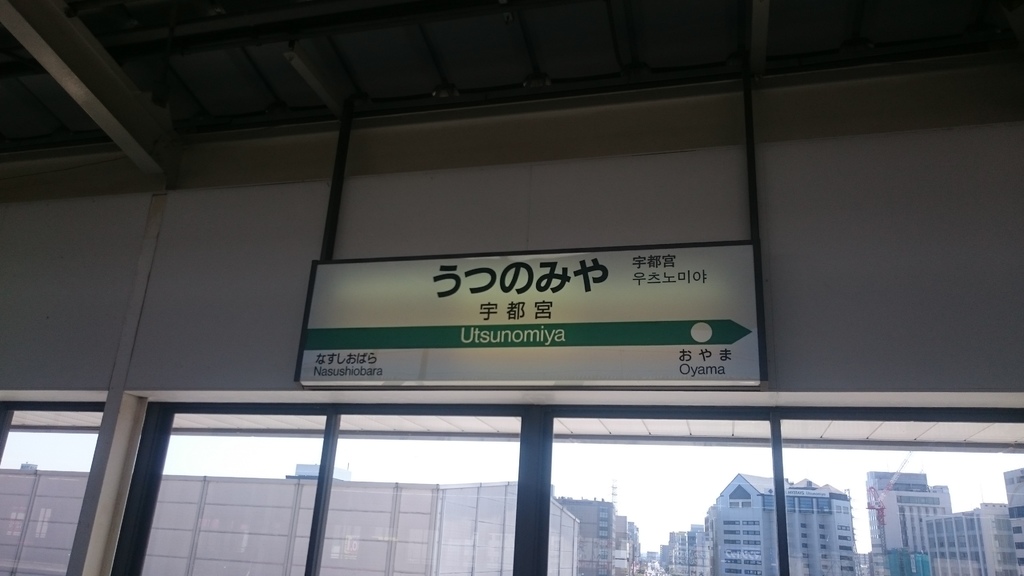 うつのみや
宇都宮
우츠노미야
宇都宮
Utsunomiya
なすしおばら
Nasushiobara
おやま
Oyama